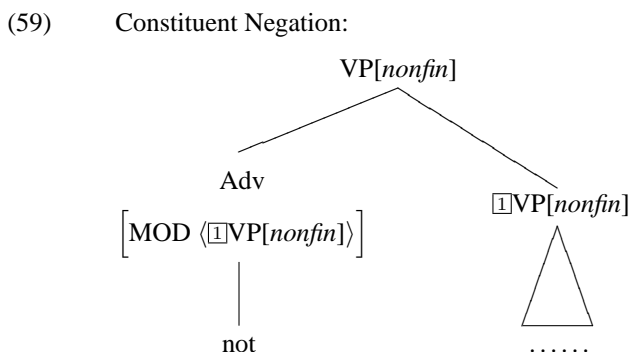 (59) Constituent Negation:
VP[nonfin]
Adv
[MOD ⟨1VP[nonfin]⟩]
1VP[nonfin]
not
......